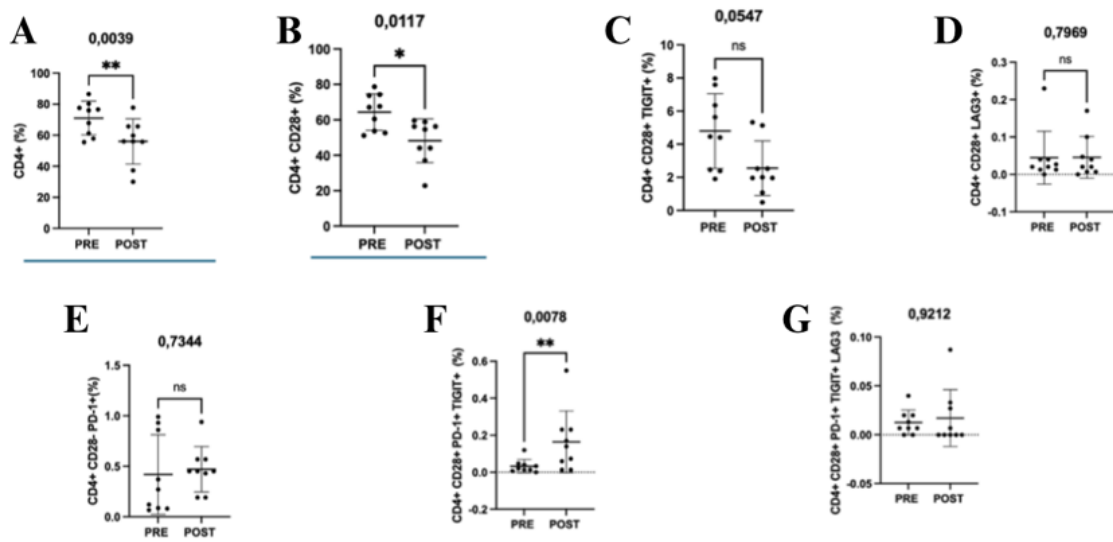 A
0,0039
**
CD4+ (%)
100
80
60
40
20
0
PRE POST
B
0,0117
*
CD4+ CD28+ (%)
100
80
60
40
20
0
PRE POST
C
0,0547
ns
CD4+ CD28+ TIGIT+ (%)
10
8
6
4
2
0
PRE POST
D
0,7969
ns
CD4+ CD28+ LAG3+ (%)
0.3
0.2
0.1
0.0
-0.1
PRE POST
E
0,7344
ns
CD4+ CD28- PD-1+(%)
1.5
1.0
0.5
0.0
PRE POST
F
0,0078
**
CD4+ CD28+ PD-1+ TIGIT+ (%)
0.6
0.4
0.2
0.0
-0.2
PRE POST
G
0,9212
CD4+ CD28+ PD-1+ TIGIT+ LAG3 (%)
0.10
0.05
0.00
-0.05
PRE POST